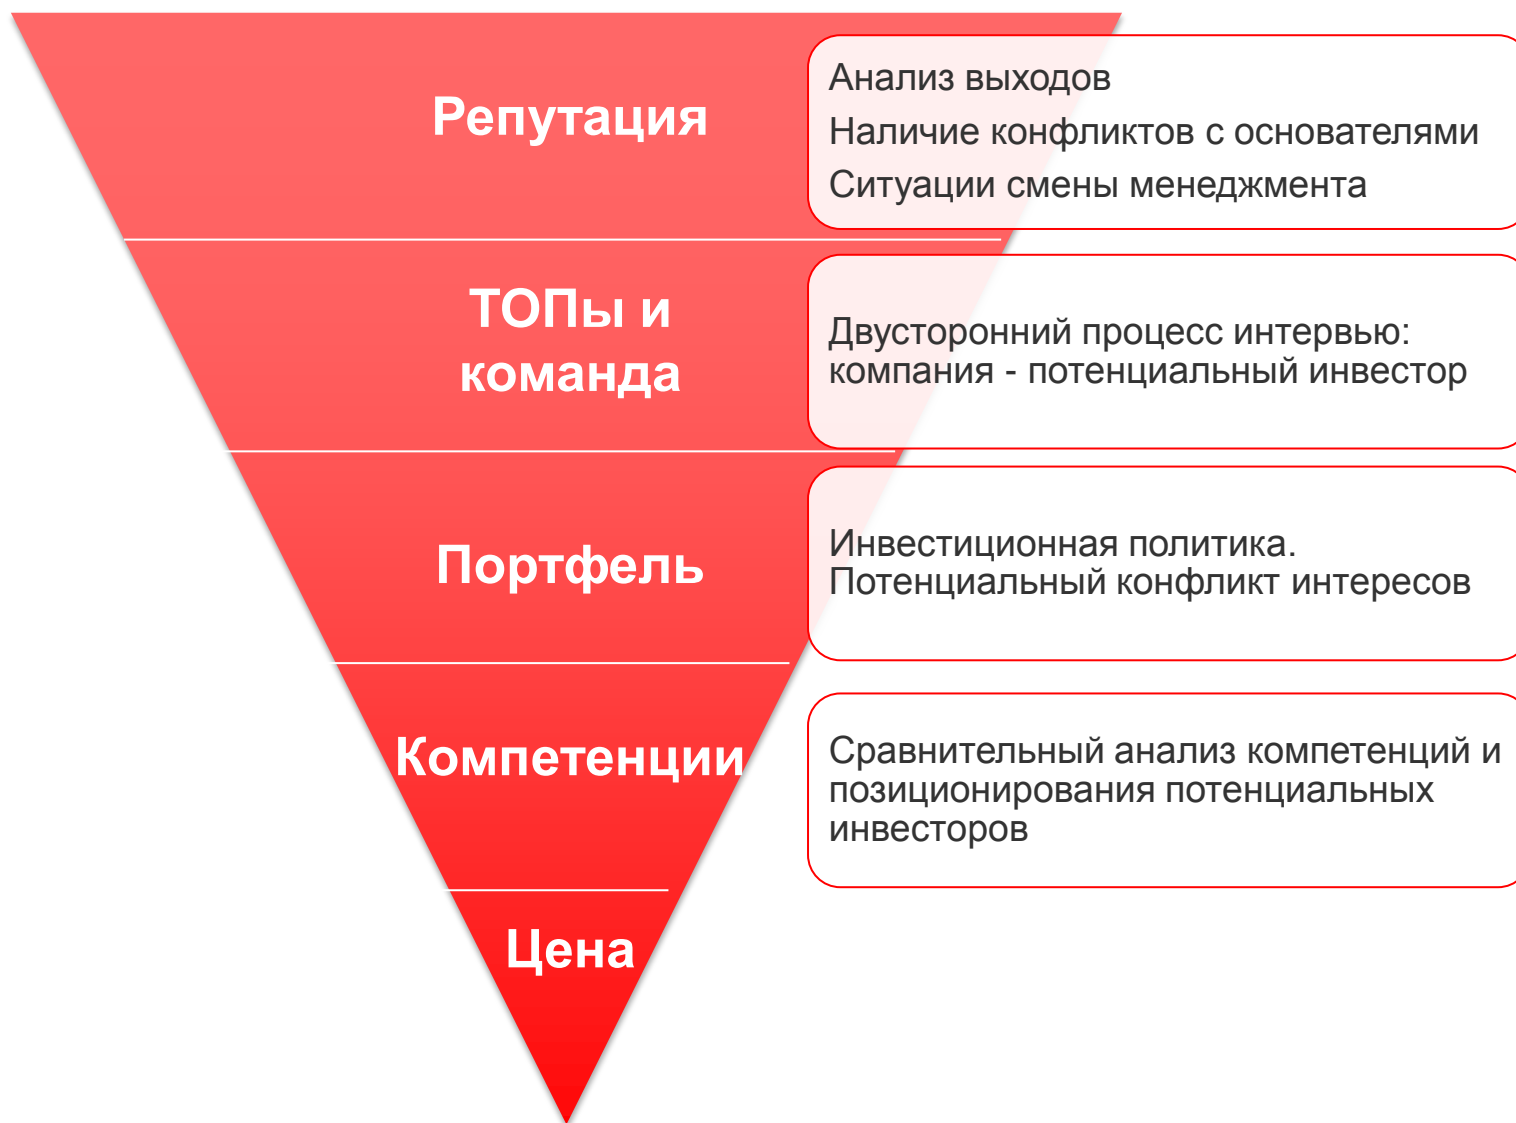 Репутация
Анализ выходов
Наличие конфликтов с основателями
Ситуации смены менеджмента
ТОПы и
команда
Двусторонний процесс интервью:
компания - потенциальный инвестор
Портфель
Инвестиционная политика.
Потенциальный конфликт интересов
Компетенции
Сравнительный анализ компетенций и
позиционирования потенциальных
инвесторов
Цена